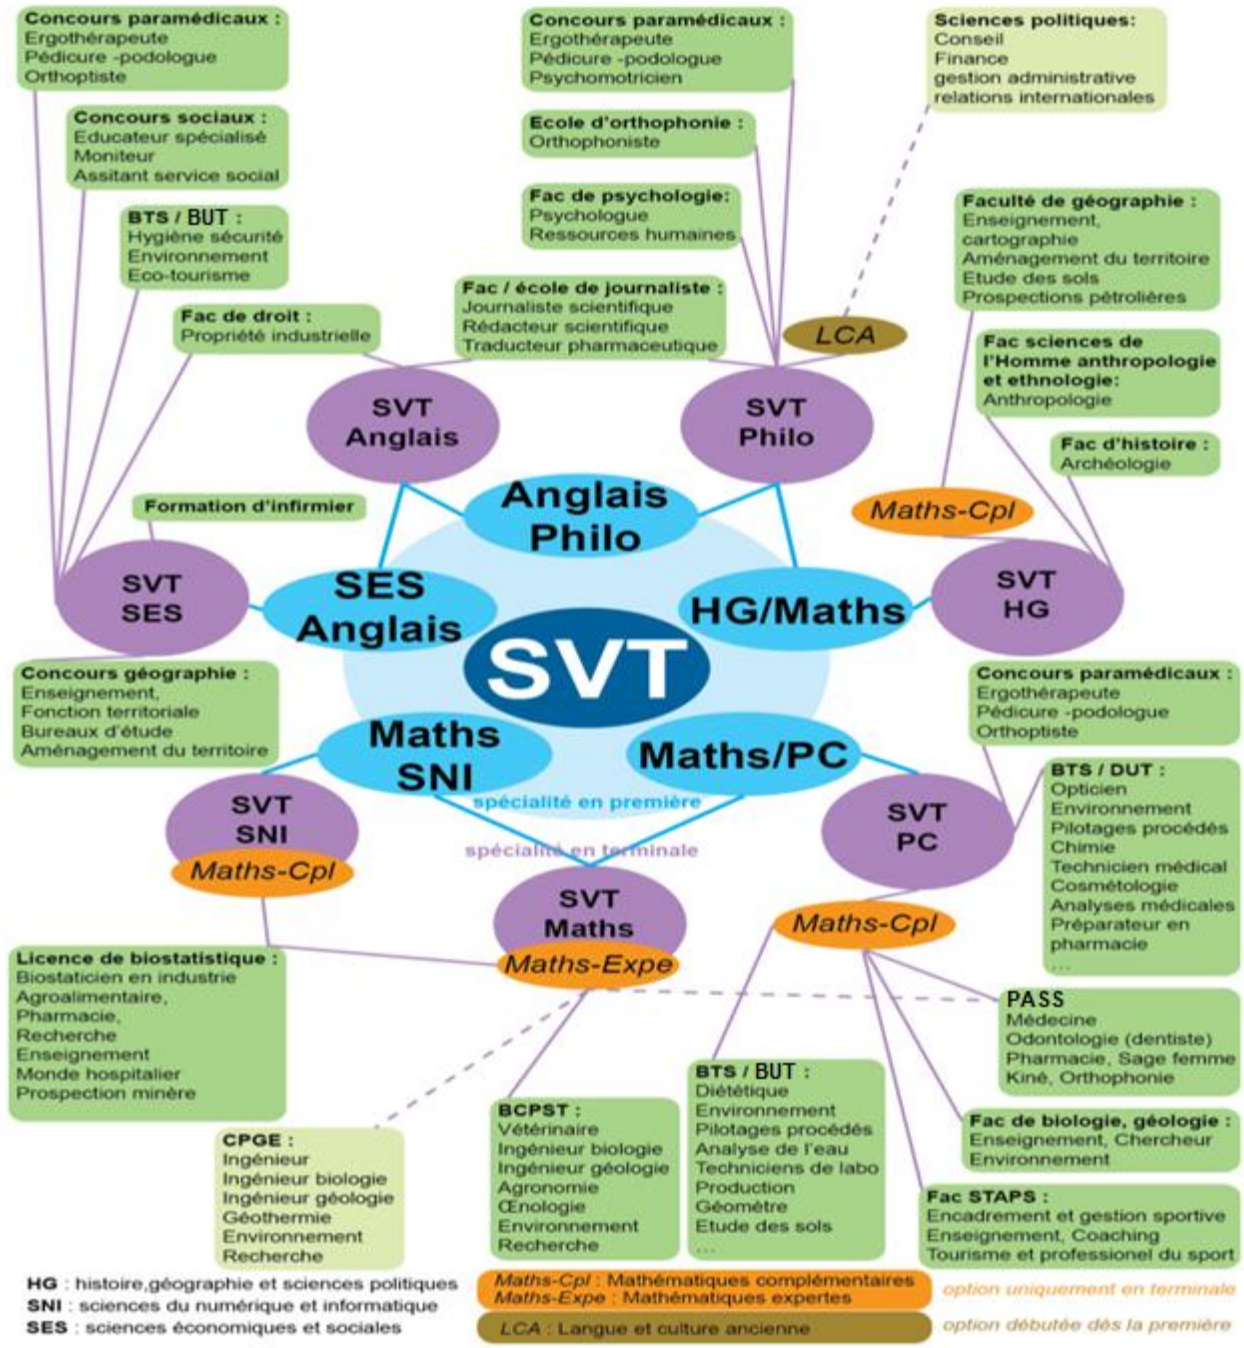 Concours paramédicaux :
Ergothérapeute
Pédicure -podologue
Orthoptiste
Concours sociaux :
Educateur spécialisé
Moniteur
Assitant service social
BTS / BUT :
Hygiène sécurité
Environnement
Eco-tourisme
Fac de droit :
Propriété industrielle
Concours paramédicaux :
Ergothérapeute
Pédicure -podologue
Psychomotricien
Ecole d'orthophonie :
Orthophoniste
Fac de psychologie:
Psychologue
Ressources humaines
Fac / école de journaliste :
Journaliste scientifique
Rédacteur scientifique
Traducteur pharmaceutique
Sciences politiques:
Conseil
Finance
gestion administrative
relations internationales
LCA
Faculté de géographie :
Enseignement,
cartographie
Aménagement du territoire
Etude des sols
Prospections pétrolières
Fac sciences de
l'Homme anthropologie
et ethnologie:
Anthropologie
Fac d'histoire :
Archéologie
SVT
Anglais
SVT
Philo
Formation d'infirmier
Anglais
Philo
Maths-Cpl
SVT
SES
SES
Anglais
HG/Maths
SVT
HG
SVT
Concours géographie :
Enseignement,
Fonction territoriale
Bureaux d'étude
Aménagement du territoire
Maths
SNI
Maths/PC
spécialité en première
spécialité en terminale
Concours paramédicaux :
Ergothérapeute
Pédicure -podologue
Orthoptiste
SVT
SNI
Maths-Cpl
SVT
Maths
Maths-Expe
SVT
PC
Maths-Cpl
BTS / DUT :
Opticien
Environnement
Pilotages procédés
Chimie
Technicien médical
Cosmétologie
Analyses médicales
Préparateur en
pharmacie
...
Licence de biostatistique :
Biostaticien en industrie
Agroalimentaire,
Pharmacie,
Recherche
Enseignement
Monde hospitalier
Prospection minère
PASS
Médecine
Odontologie (dentiste)
Pharmacie, Sage femme
Kiné, Orthophonie
CPGE :
Ingénieur
Ingénieur biologie
Ingénieur géologie
Géothermie
Environnement
Recherche
BCPST :
Vétérinaire
Ingénieur biologie
Ingénieur géologie
Agronomie
Œnologie
Environnement
Recherche
BTS / BUT :
Diététique
Environnement
Pilotages procédés
Analyse de l'eau
Techniciens de labo
Production
Géomètre
Etude des sols
...
Fac de biologie, géologie :
Enseignement, Chercheur
Environnement
Fac STAPS :
Encadrement et gestion sportive
Enseignement, Coaching
Tourisme et professionel du sport
HG : histoire,géographie et sciences politiques
SNI : sciences du numérique et informatique
SES : sciences économiques et sociales
Maths-Cpl : Mathématiques complémentaires
Maths-Expe : Mathématiques expertes
option uniquement en terminale
LCA : Langue et culture ancienne
option débutée dès la première